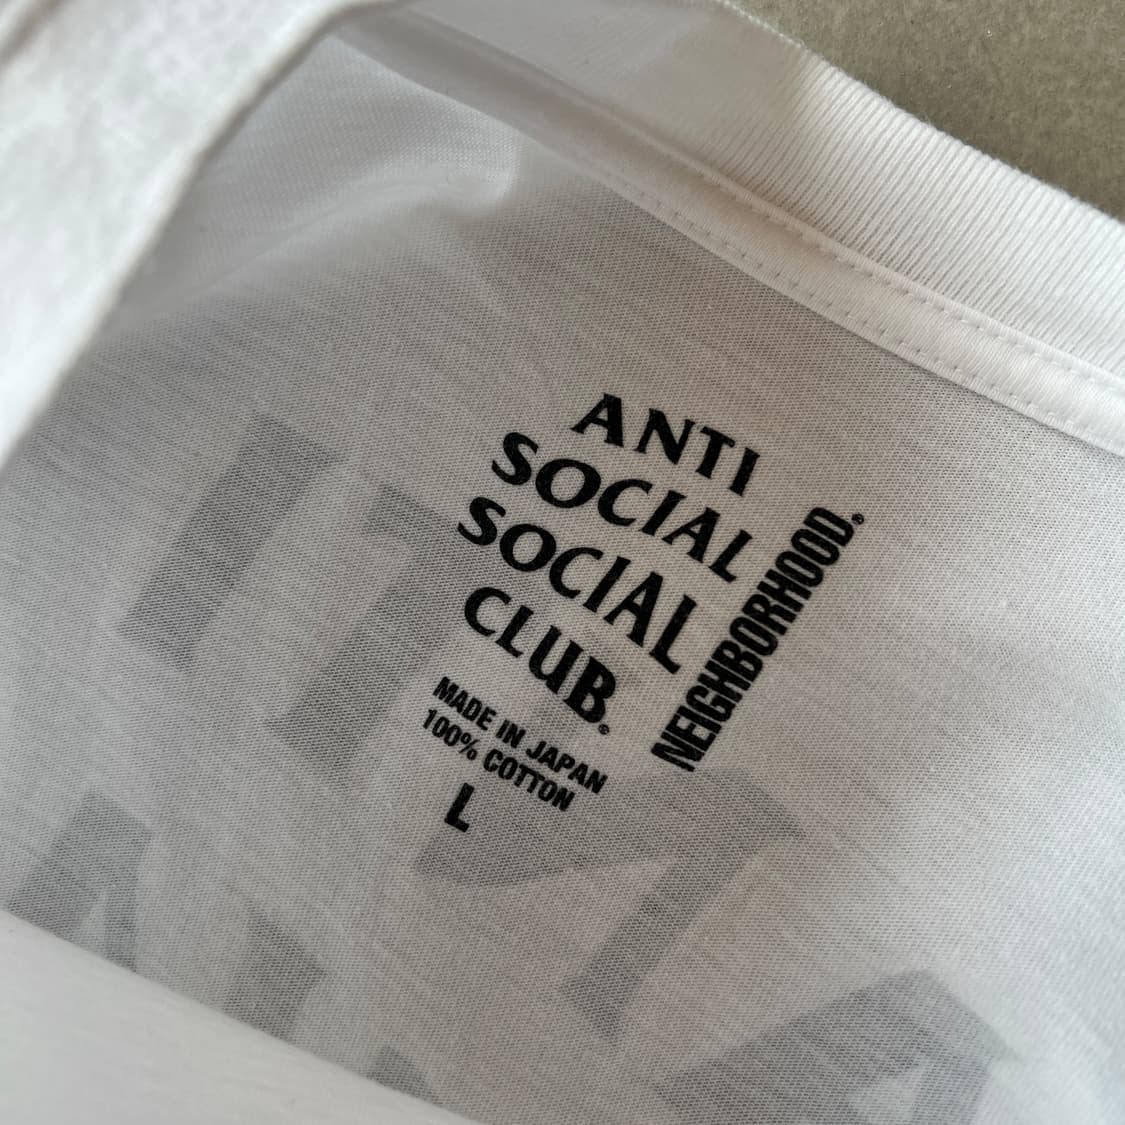 ANTI
SOCIAL
SOCIAL
CLUB®
NEIGHBORHOOD®
MADE IN JAPAN
100% COTTON
L